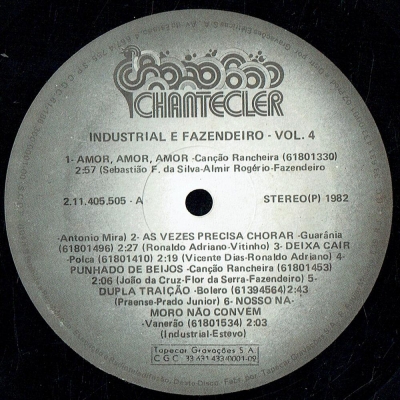 CHANTECLER
INDUSTRIAL E FAZENDEIRO - VOL. 4
1- AMOR, AMOR, AMOR -Canção Rancheira (61801330)
2:57 (Sebastião F. da Silva-Almir Rogério-Fazendeiro
2.11.405.505 - A STEREO(P) 1982
-Antonio Mira) 2- AS VEZES PRECISA CHORAR -Guarânia
(61801496) 2:27 (Ronaldo Adriano-Vitinho) 3- DEIXA CAIR
-Polca (61801410) 2:19 (Vicente Dias-Ronaldo Adriano) 4-
PUNHADO DE BEIJOS -Canção Rancheira (61801453)
2:06 (João da Cruz-Flor da Serra-Fazendeiro) 5-
DUPLA TRAIÇÃO -Bolero (61394564)2:43
(Praense-Prado Junior) 6- NOSSO NA-
MORO NÃO CONVEM
-Vanerão (61801534) 2:03
(Industrial-Estevo)
Tapecar Gravações S.A.
CGC 33.631.433/0001-09